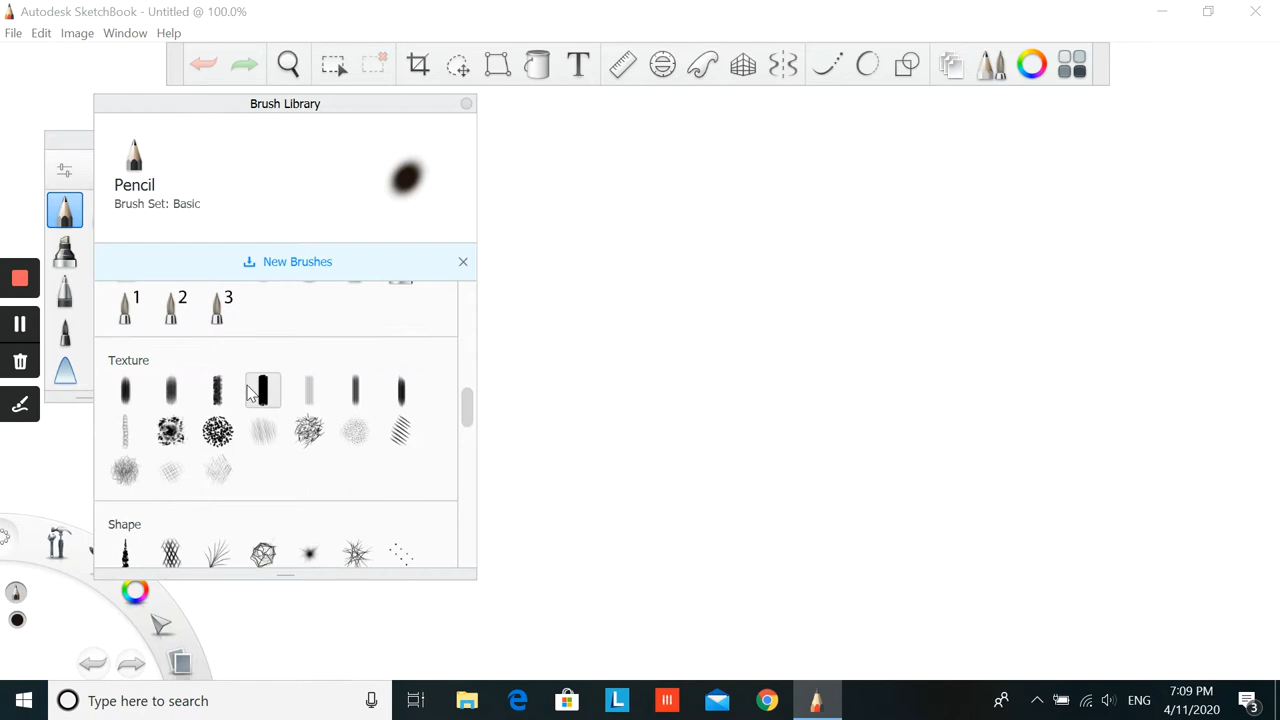 Autodesk SketchBook - Untitled @ 100.0%
File Edit Image Window Help
T
Brush Library
Pencil
Brush Set: Basic
New Brushes
1 2 3
Texture
Shape
Type here to search
L
ENG
7:09 PM
4/11/2020
3